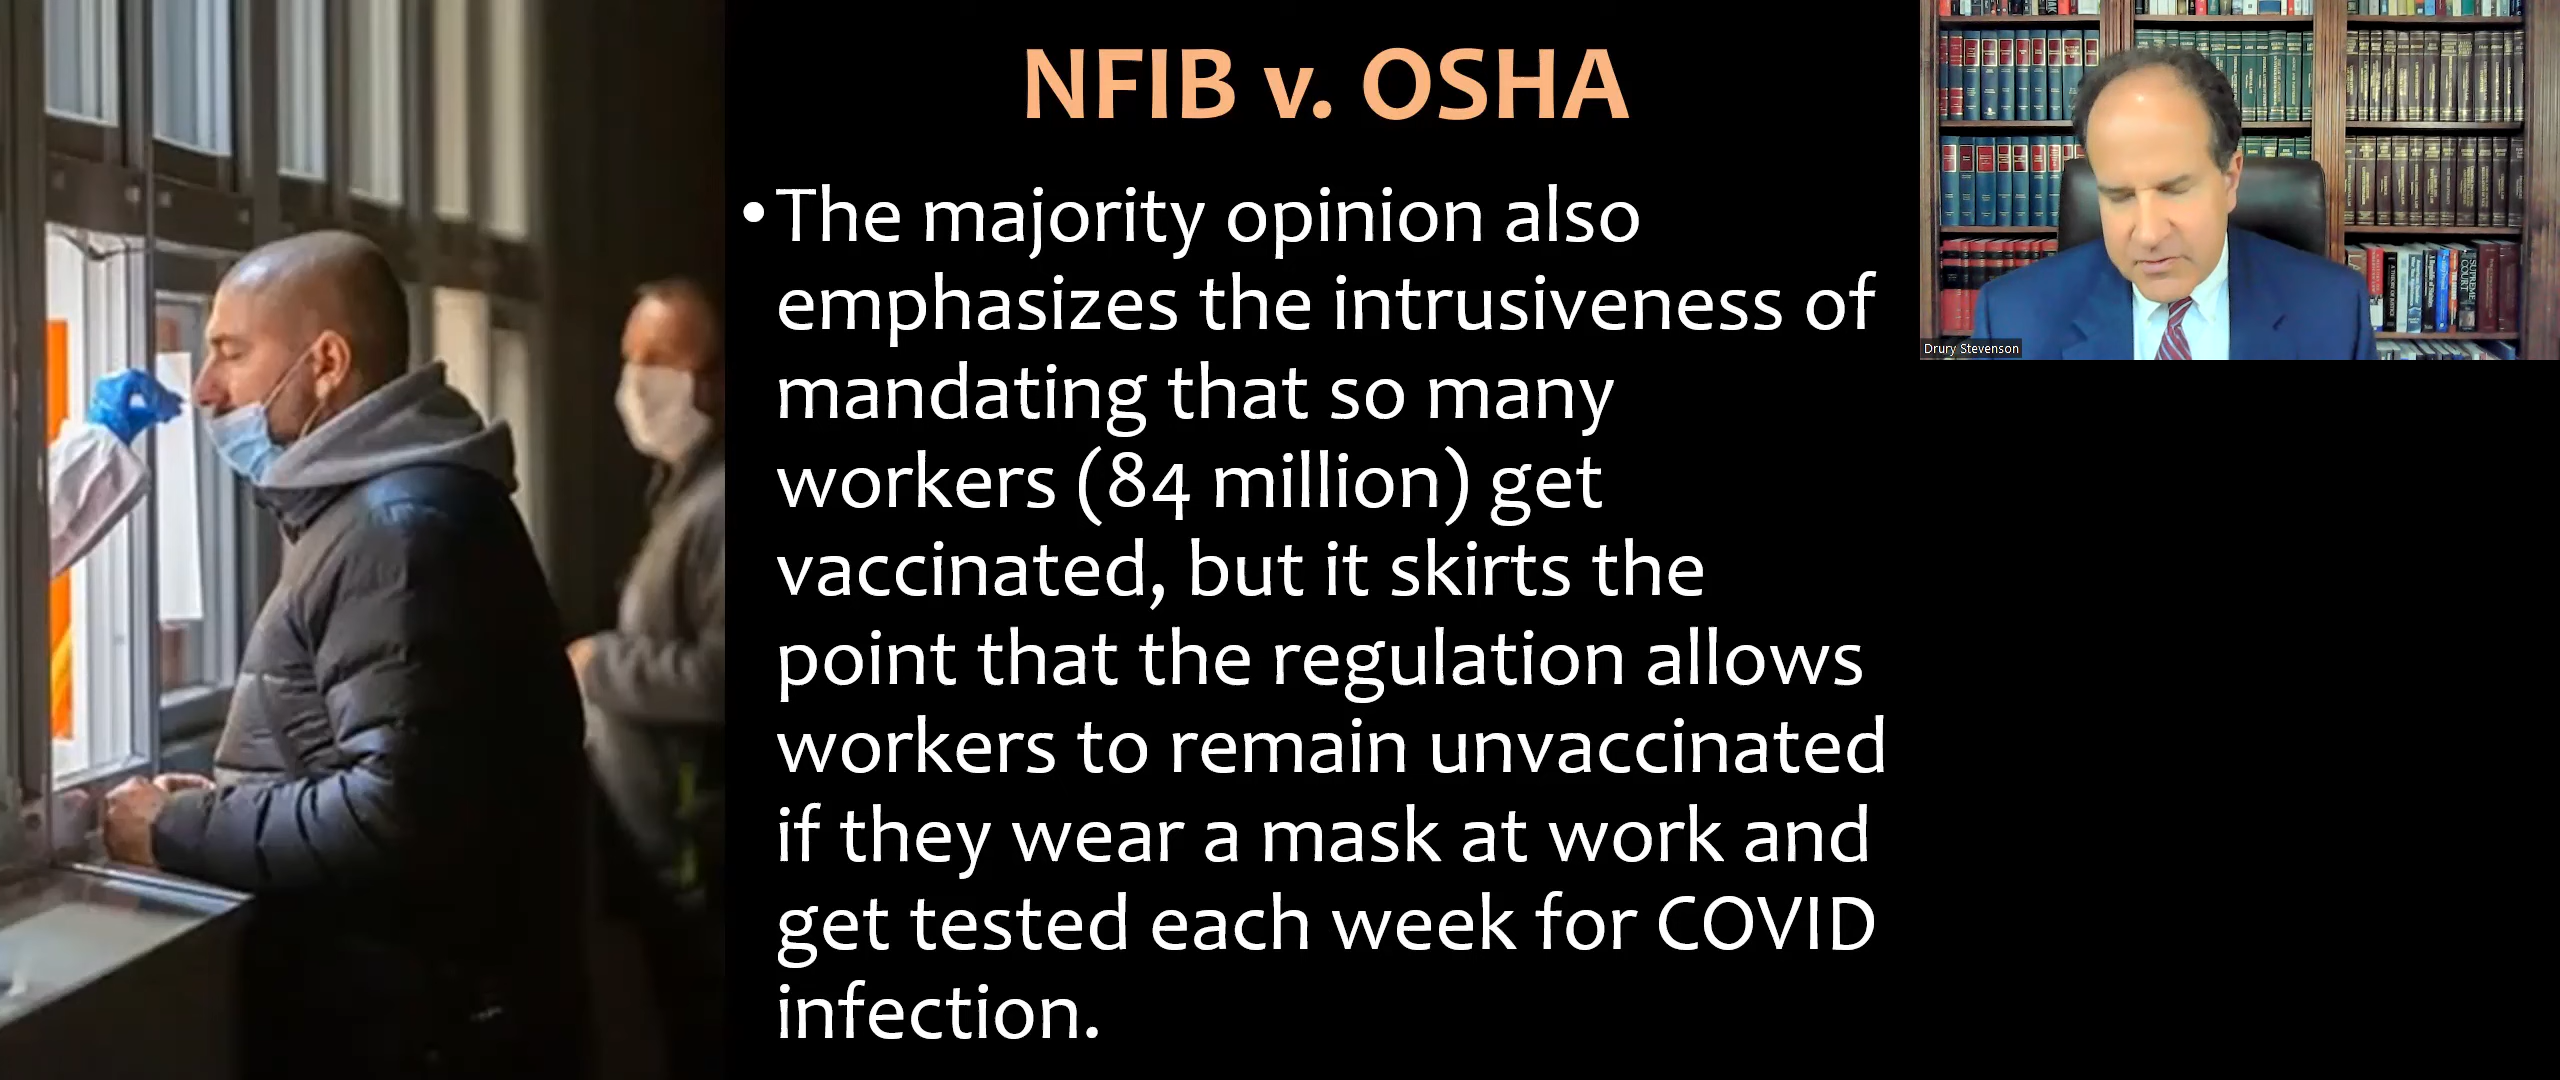 NFIB v. OSHA
• The majority opinion also
emphasizes the intrusiveness of
mandating that so many
workers (84 million) get
vaccinated, but it skirts the
point that the regulation allows
workers to remain unvaccinated
if they wear a mask at work and
get tested each week for COVID
infection.
Drury Stevenson
SUPREME
COURT